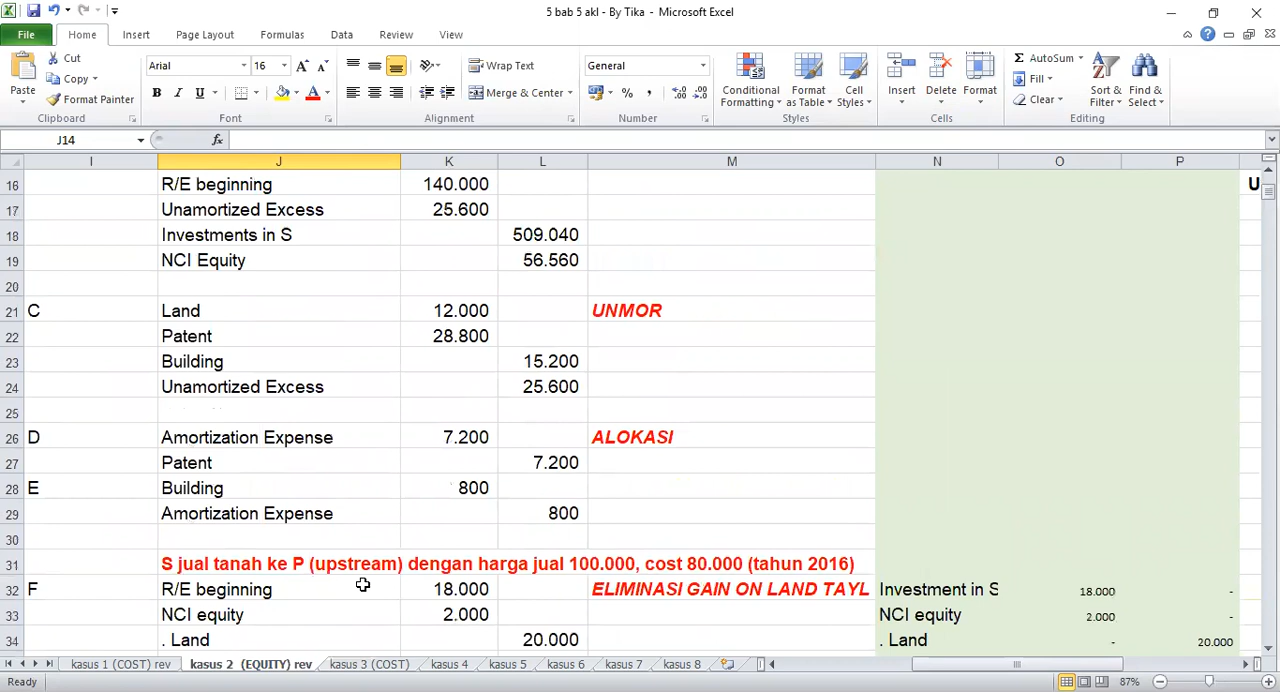 5 bab 5 akl - By Tika - Microsoft Excel
File Home Insert Page Layout Formulas Data Review View
Paste Cut Copy Format Painter
Arial 16 A A B I U A
Wrap Text Merge & Center
General % ,
Conditional Formatting Format as Table Cell Styles
Insert Delete Format
Σ AutoSum Fill Clear
Sort & Filter Find & Select
Clipboard Font Alignment Number Styles Cells Editing
J14 fx
I J K L M N O P
16 R/E beginning 140.000 U
17 Unamortized Excess 25.600
18 Investments in S 509.040
19 NCI Equity 56.560
20
21 C Land 12.000 UNMOR
22 Patent 28.800
23 Building 15.200
24 Unamortized Excess 25.600
25
26 D Amortization Expense 7.200 ALOKASI
27 Patent 7.200
28 E Building 800
29 Amortization Expense 800
30
31 S jual tanah ke P (upstream) dengan harga jual 100.000, cost 80.000 (tahun 2016)
32 F R/E beginning 18.000 ELIMINASI GAIN ON LAND TAYL Investment in S 18.000 -
33 NCI equity 2.000 NCI equity 2.000 -
34 . Land 20.000 . Land - 20.000
kasus 1 (COST) rev kasus 2 (EQUITY) rev kasus 3 (COST) kasus 4 kasus 5 kasus 6 kasus 7 kasus 8
Ready 87%